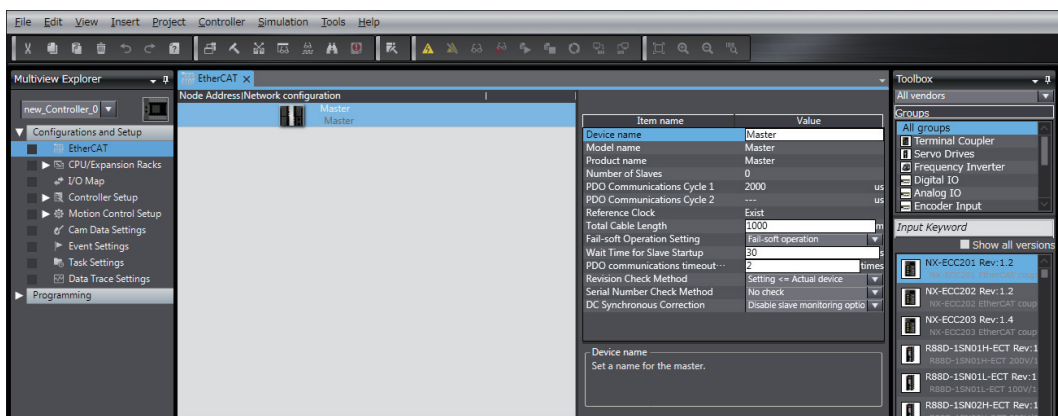 File Edit View Insert Project Controller Simulation Tools Help
Multiview Explorer
new_Controller_0
Configurations and Setup
EtherCAT
CPU/Expansion Racks
I/O Map
Controller Setup
Motion Control Setup
Cam Data Settings
Event Settings
Task Settings
Data Trace Settings
Programming
EtherCAT
Node Address|Network configuration
Master
Master
Item name Value
Device name Master
Model name Master
Product name Master
Number of Slaves 0
PDO Communications Cycle 1 2000 us
PDO Communications Cycle 2 --- us
Reference Clock Exist
Total Cable Length 1000 m
Fail-soft Operation Setting Fail-soft operation
Wait Time for Slave Startup 30 s
PDO communications timeout··· 2 times
Revision Check Method Setting <= Actual device
Serial Number Check Method No check
DC Synchronous Correction Disable slave monitoring optio
Device name
Set a name for the master.
Toolbox
All vendors
Groups
All groups
Terminal Coupler
Servo Drives
Frequency Inverter
Digital IO
Analog IO
Encoder Input
Input Keyword
Show all versions
NX-ECC201 Rev:1.2
NX-ECC201 EtherCAT coup
NX-ECC202 Rev:1.2
NX-ECC202 EtherCAT coup
NX-ECC203 Rev:1.4
NX-ECC203 EtherCAT coup
R88D-1SN01H-ECT Rev:1
R88D-1SN01H-ECT 200V/1
R88D-1SN01L-ECT Rev:1
R88D-1SN01L-ECT 100V/1
R88D-1SN02H-ECT Rev:1